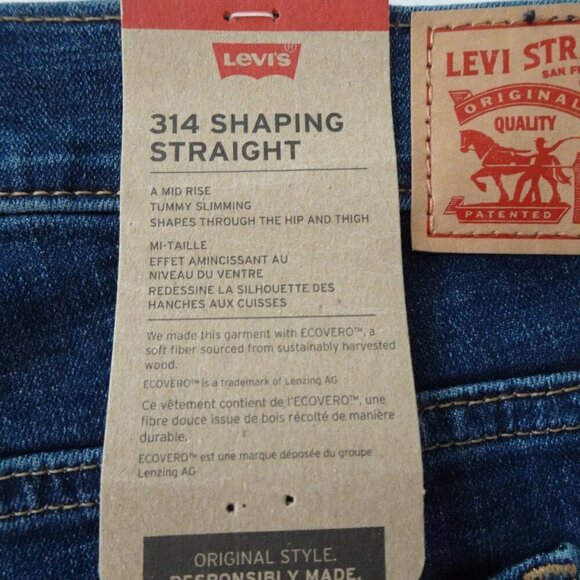 Levi's®
314 SHAPING
STRAIGHT
A MID RISE
TUMMY SLIMMING
SHAPES THROUGH THE HIP AND THIGH
MI-TAILLE
EFFET AMINCISSANT AU
NIVEAU DU VENTRE
REDESSINE LA SILHOUETTE DES
HANCHES AUX CUISSES
We made this garment with ECOVERO™, a
soft fiber sourced from sustainably harvested
wood.
ECOVERO™ is a trademark of Lenzing AG
Ce vêtement contient de l'ECOVERO™, une
fibre douce issue de bois récolté de manière
durable.
ECOVERO™ est une marque déposée du groupe
Lenzing AG
ORIGINAL STYLE.
RESPONSIBLY MADE.
LEVI STR
SAN F
ORIGINAL
QUALITY
PATENTED